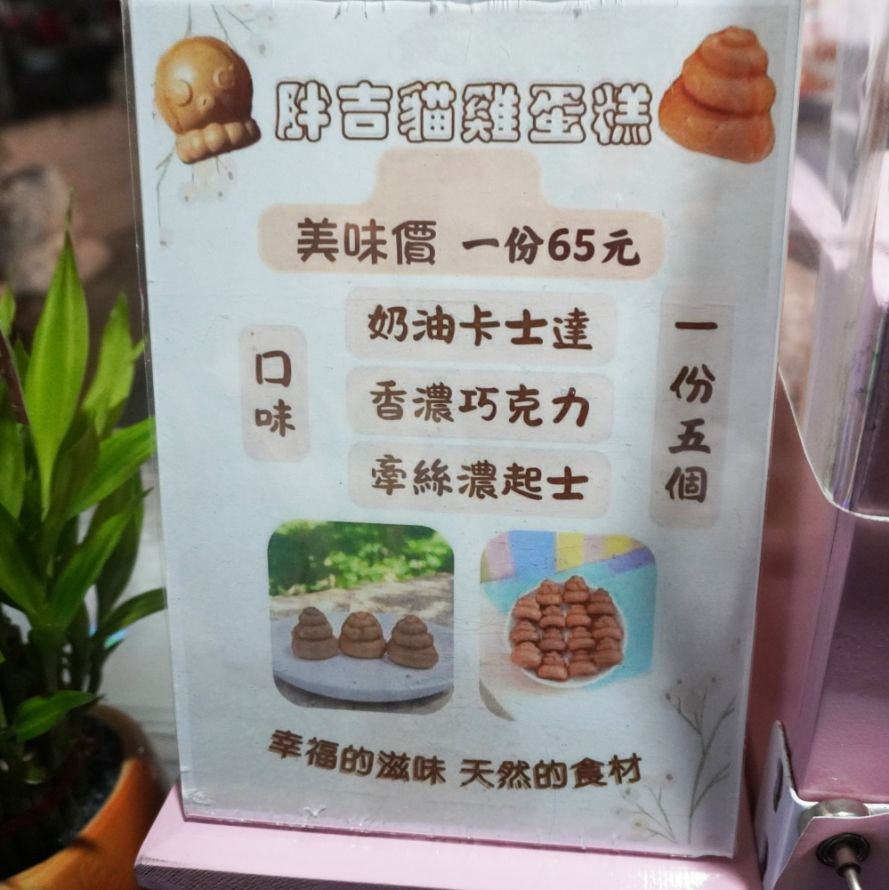 胖吉貓雞蛋糕
美味價 一份65元
口味
奶油卡士達
香濃巧克力
牽絲濃起士
一份五個
幸福的滋味 天然的食材